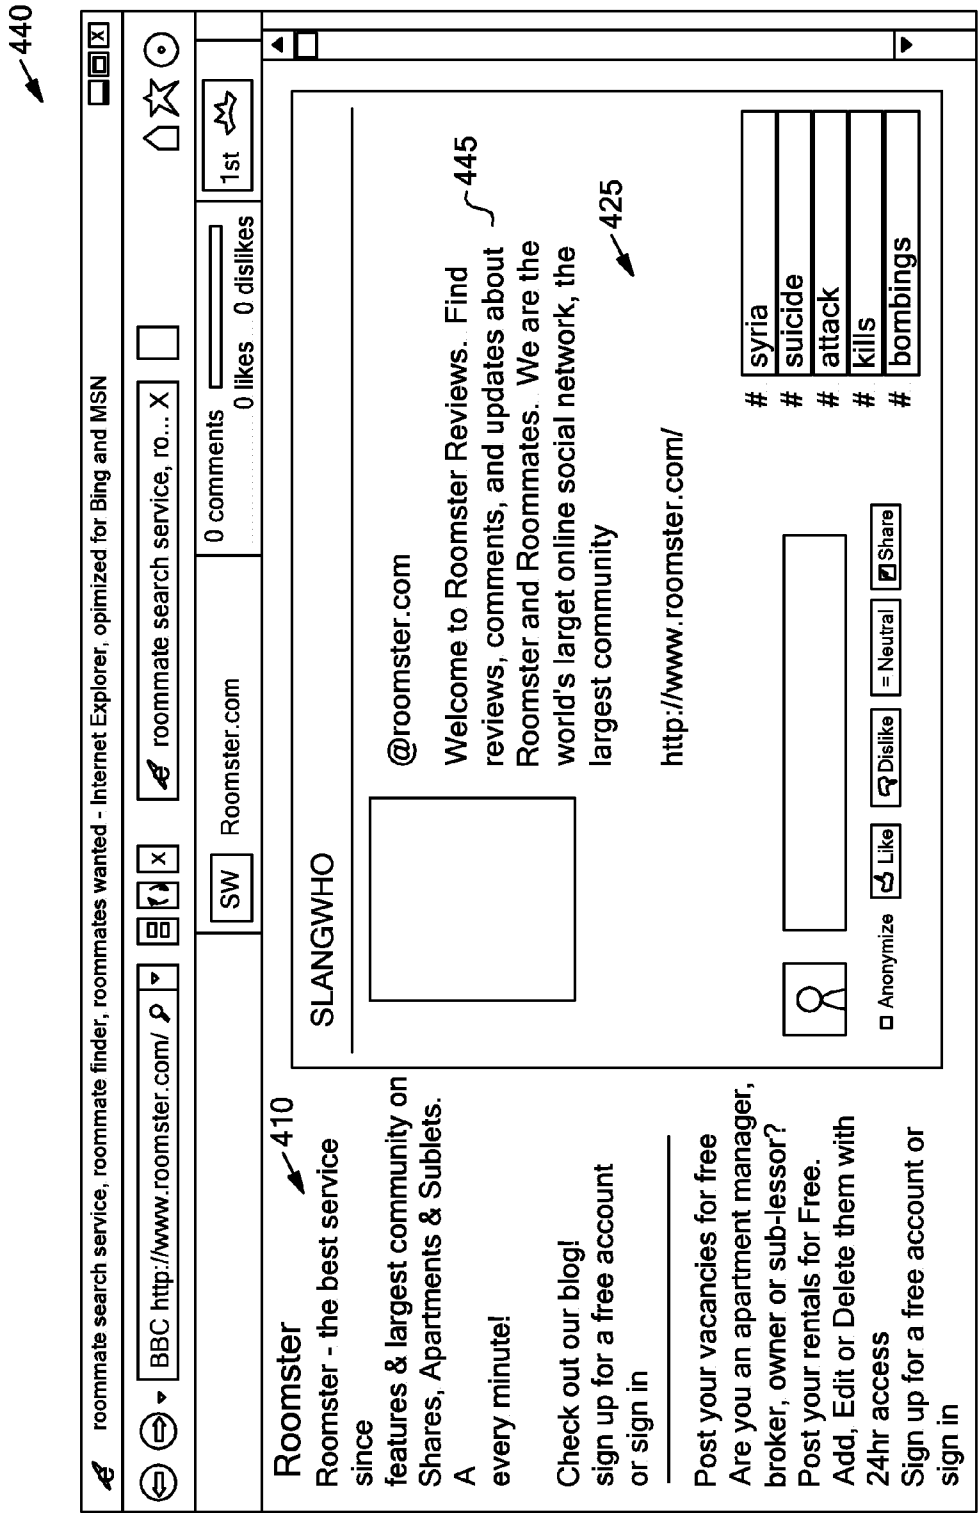 440
roommate search service, roommate finder, roommates wanted - Internet Explorer, opimized for Bing and MSN
BBC http://www.roomster.com/
X
roommate search service, ro... X
SW
Roomster.com
0 comments
0 likes 0 dislikes
1st
Roomster
410
Roomster - the best service
since
features & largest community on
Shares, Apartments & Sublets.
A
every minute!
Check out our blog!
sign up for a free account
or sign in
Post your vacancies for free
Are you an apartment manager,
broker, owner or sub-lessor?
Post your rentals for Free.
Add, Edit or Delete them with
24hr access
Sign up for a free account or
sign in
SLANGWHO
@roomster.com
Welcome to Roomster Reviews. Find
reviews, comments, and updates about
Roomster and Roommates. We are the
world's larget online social network, the
largest community
445
425
http://www.roomster.com/
# syria
# suicide
# attack
# kills
# bombings
Anonymize
Like
Dislike
= Neutral
Share